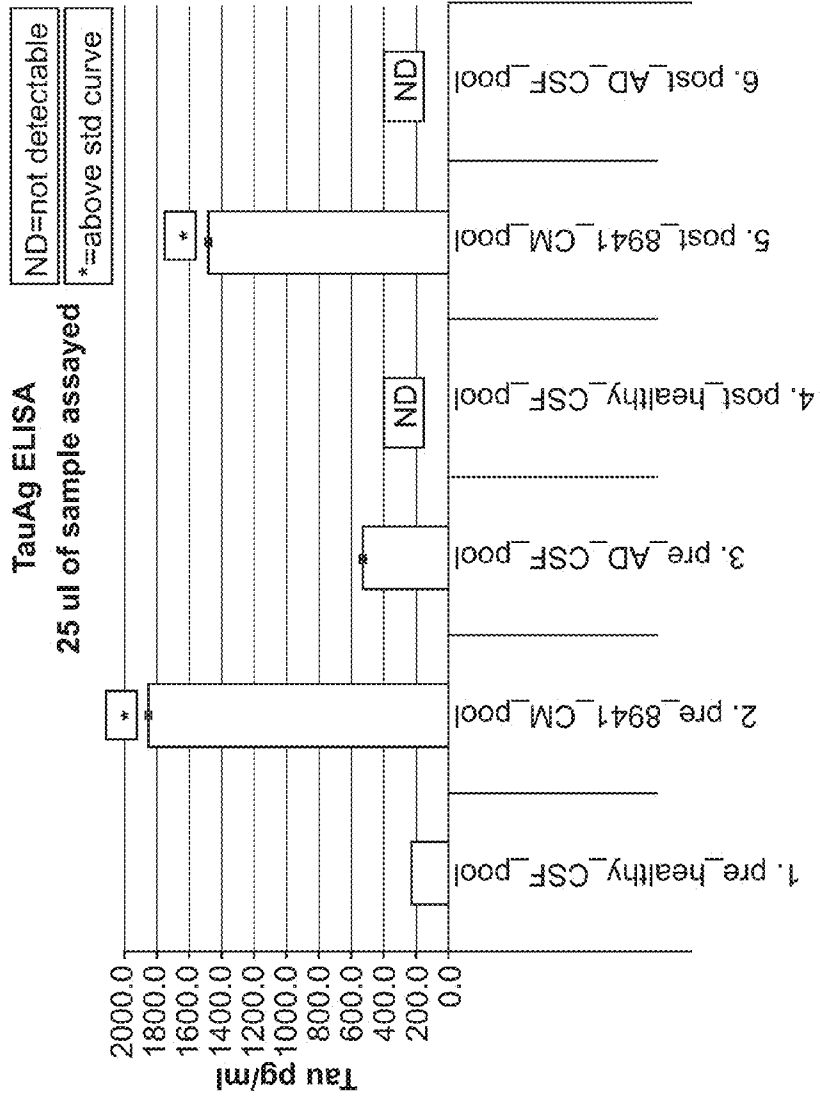 TauAg ELISA
25 ul of sample assayed
ND=not detectable
*=above std curve
Tau pg/ml
2000.0
1800.0
1600.0
1400.0
1200.0
1000.0
800.0
600.0
400.0
200.0
0.0
*
ND
*
ND
1. pre_healthy_CSF_pool
2. pre_8941_CM_pool
3. pre_AD_CSF_pool
4. post_healthy_CSF_pool
5. post_8941_CM_pool
6. post_AD_CSF_pool